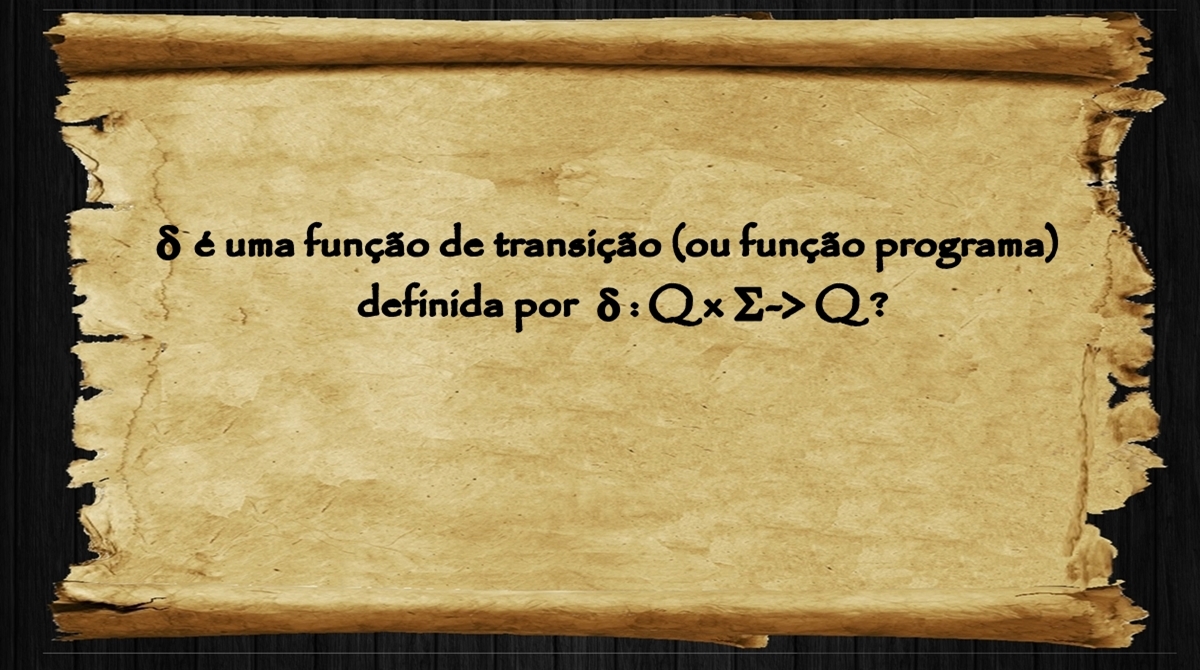 δ é uma função de transição (ou função programa)
definida por δ : Q x Σ-> Q ?